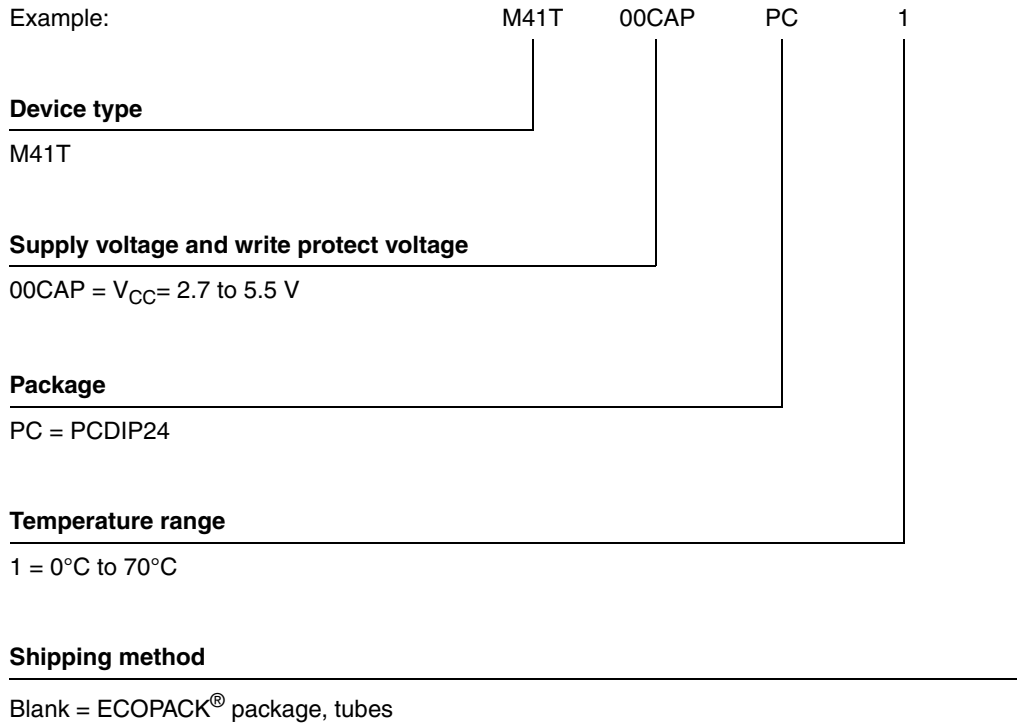 Example: M41T 00CAP PC 1
Device type
M41T
Supply voltage and write protect voltage
00CAP = VCC= 2.7 to 5.5 V
Package
PC = PCDIP24
Temperature range
1 = 0°C to 70°C
Shipping method
Blank = ECOPACK® package, tubes